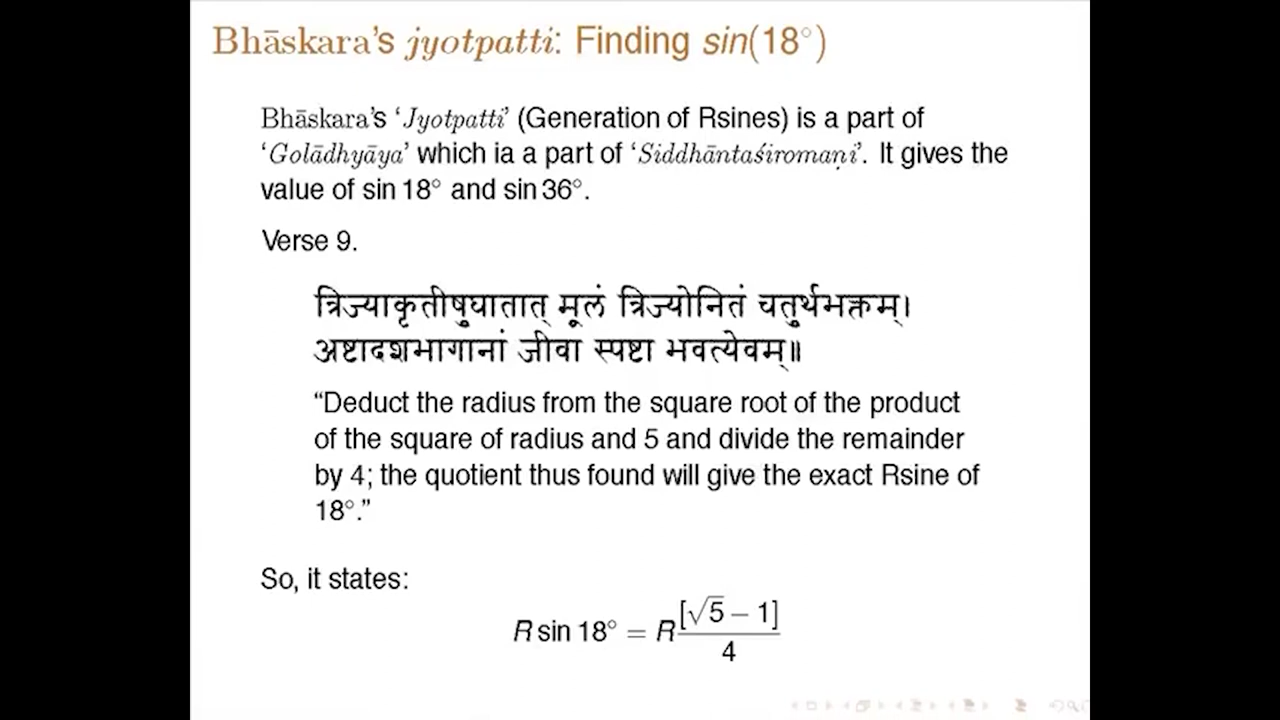 Bhāskara's jyotpatti: Finding sin(18°)
Bhāskara's ‘Jyotpatti’ (Generation of Rsines) is a part of
‘Golādhyāya’ which ia a part of ‘Siddhāntaśiromaṇi’. It gives the
value of sin 18° and sin 36°.
Verse 9.
त्रिज्याकृतीषुघातात् मूलं त्रिज्योनितं चतुर्थभक्तम्।
अष्टादशभागानां जीवा स्पष्टा भवत्येवम्॥
“Deduct the radius from the square root of the product
of the square of radius and 5 and divide the remainder
by 4; the quotient thus found will give the exact Rsine of
18°.”
So, it states:
R sin 18° = R [√5 − 1] / 4